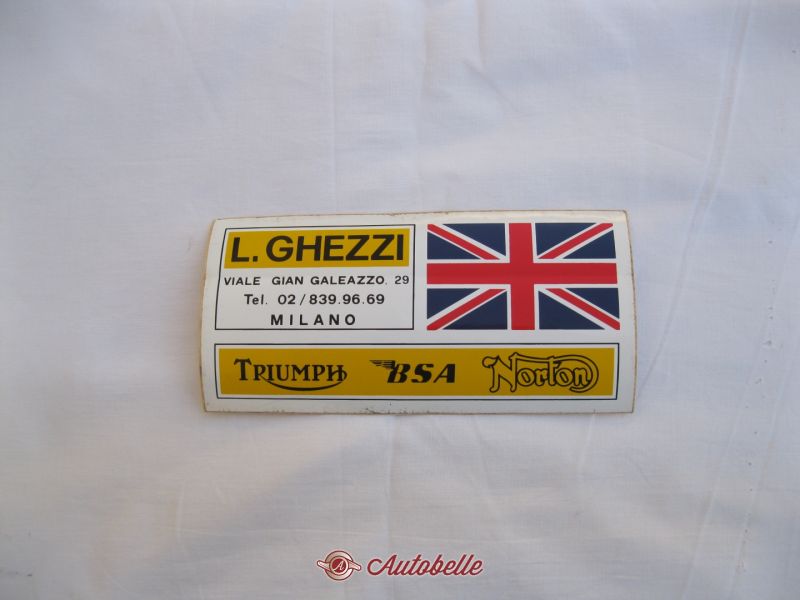 L. GHEZZI
VIALE GIAN GALEAZZO. 29
Tel. 02/839.96.69
MILANO
TRIUMPH BSA Norton
A Autobelle